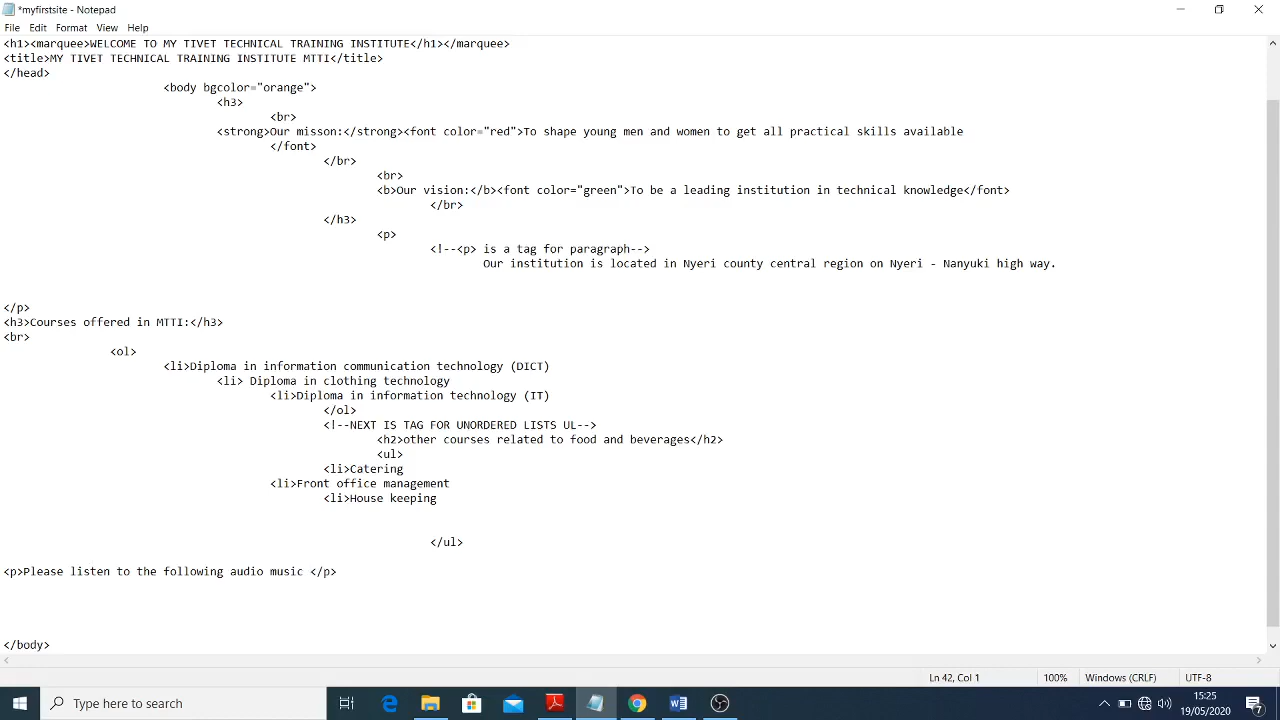 *myfirstsite - Notepad
File Edit Format View Help
<h1><marquee>WELCOME TO MY TIVET TECHNICAL TRAINING INSTITUTE</h1></marquee>
<title>MY TIVET TECHNICAL TRAINING INSTITUTE MTTI</title>
</head>
<body bgcolor="orange">
<h3>
<br>
<strong>Our misson:</strong><font color="red">To shape young men and women to get all practical skills available
</font>
</br>
<br>
<b>Our vision:</b><font color="green">To be a leading institution in technical knowledge</font>
</br>
</h3>
<p>
<!--<p> is a tag for paragraph-->
Our institution is located in Nyeri county central region on Nyeri - Nanyuki high way.
</p>
<h3>Courses offered in MTTI:</h3>
<br>
<ol>
<li>Diploma in information communication technology (DICT)
<li> Diploma in clothing technology
<li>Diploma in information technology (IT)
</ol>
<!--NEXT IS TAG FOR UNORDERED LISTS UL-->
<h2>other courses related to food and beverages</h2>
<ul>
<li>Catering
<li>Front office management
<li>House keeping
</ul>
<p>Please listen to the following audio music </p>
</body>
Ln 42, Col 1 100% Windows (CRLF) UTF-8
Type here to search
15:25
19/05/2020
7